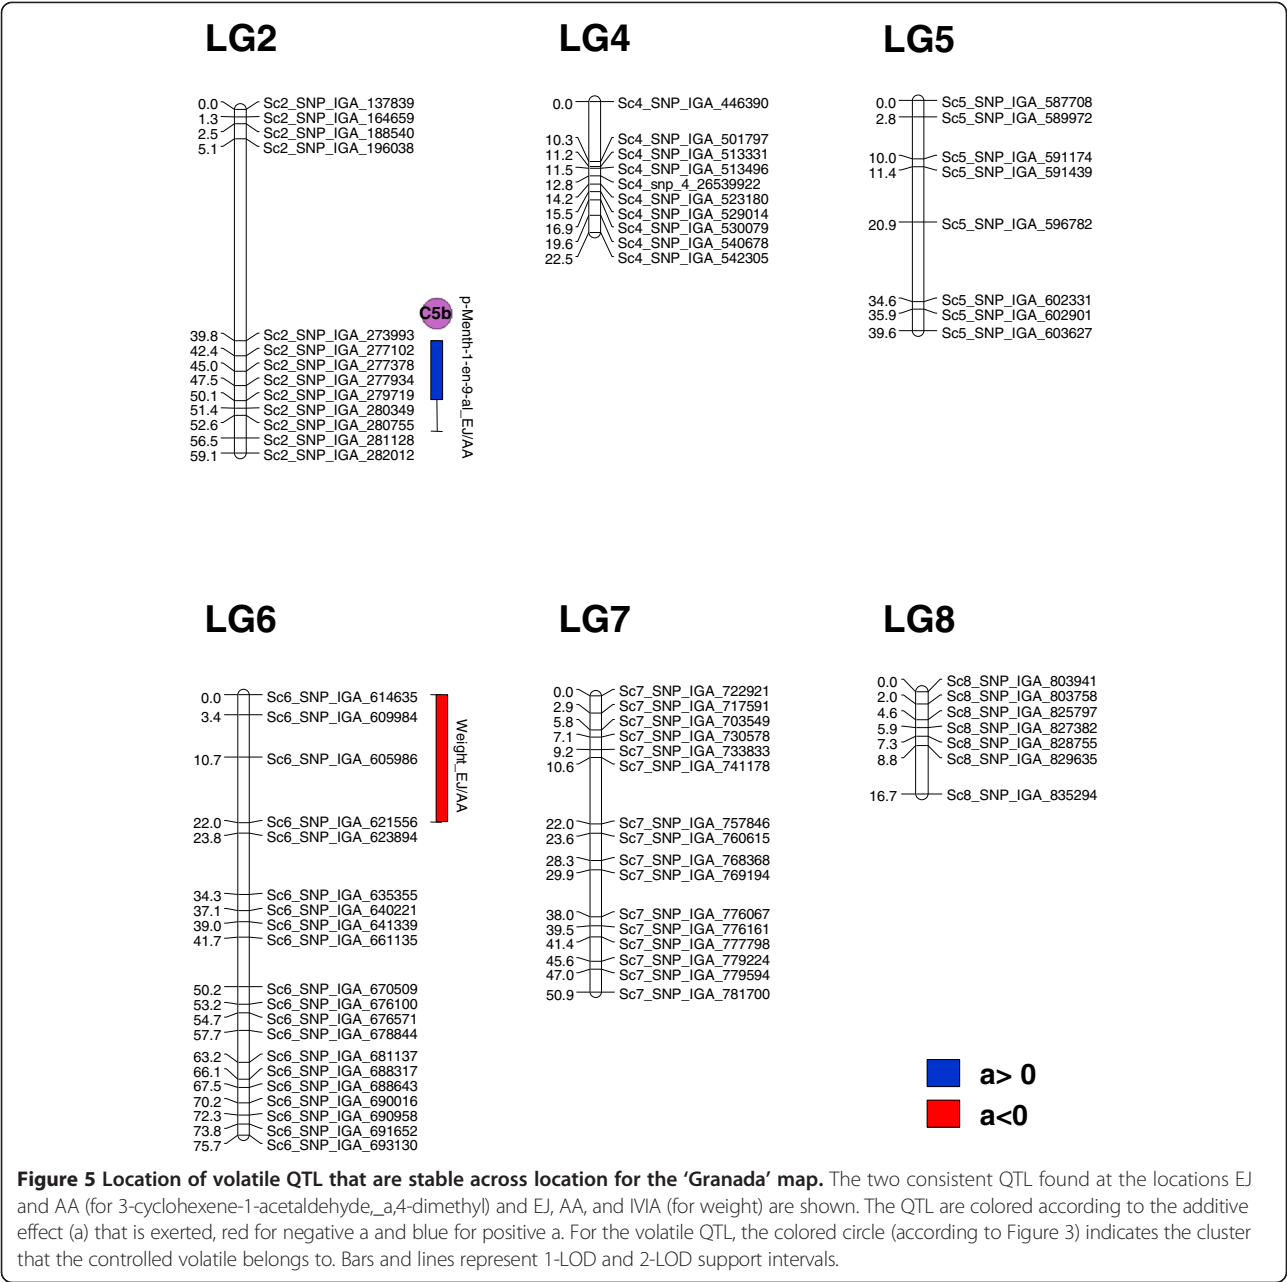 LG2
0.0 Sc2_SNP_IGA_137839
1.3 Sc2_SNP_IGA_164659
2.5 Sc2_SNP_IGA_188540
5.1 Sc2_SNP_IGA_196038
39.8 Sc2_SNP_IGA_273993
42.4 Sc2_SNP_IGA_277102
45.0 Sc2_SNP_IGA_277378
47.5 Sc2_SNP_IGA_277934
50.1 Sc2_SNP_IGA_279719
51.4 Sc2_SNP_IGA_280349
52.6 Sc2_SNP_IGA_280755
56.5 Sc2_SNP_IGA_281128
59.1 Sc2_SNP_IGA_282012
C5b
p-Menth-1-en-9-al_EJ/AA
LG4
0.0 Sc4_SNP_IGA_446390
10.3 Sc4_SNP_IGA_501797
11.2 Sc4_SNP_IGA_513331
11.5 Sc4_SNP_IGA_513496
12.8 Sc4_snp_4_26539922
14.2 Sc4_SNP_IGA_523180
15.5 Sc4_SNP_IGA_529014
16.9 Sc4_SNP_IGA_530079
19.6 Sc4_SNP_IGA_540678
22.5 Sc4_SNP_IGA_542305
LG5
0.0 Sc5_SNP_IGA_587708
2.8 Sc5_SNP_IGA_589972
10.0 Sc5_SNP_IGA_591174
11.4 Sc5_SNP_IGA_591439
20.9 Sc5_SNP_IGA_596782
34.6 Sc5_SNP_IGA_602331
35.9 Sc5_SNP_IGA_602901
39.6 Sc5_SNP_IGA_603627
LG6
0.0 Sc6_SNP_IGA_614635
3.4 Sc6_SNP_IGA_609984
10.7 Sc6_SNP_IGA_605986
22.0 Sc6_SNP_IGA_621556
23.8 Sc6_SNP_IGA_623894
34.3 Sc6_SNP_IGA_635355
37.1 Sc6_SNP_IGA_640221
39.0 Sc6_SNP_IGA_641339
41.7 Sc6_SNP_IGA_661135
50.2 Sc6_SNP_IGA_670509
53.2 Sc6_SNP_IGA_676100
54.7 Sc6_SNP_IGA_676571
57.7 Sc6_SNP_IGA_678844
63.2 Sc6_SNP_IGA_681137
66.1 Sc6_SNP_IGA_688317
67.5 Sc6_SNP_IGA_688643
70.2 Sc6_SNP_IGA_690016
72.3 Sc6_SNP_IGA_690958
73.8 Sc6_SNP_IGA_691652
75.7 Sc6_SNP_IGA_693130
Weight_EJ/AA
LG7
0.0 Sc7_SNP_IGA_722921
2.9 Sc7_SNP_IGA_717591
5.8 Sc7_SNP_IGA_703549
7.1 Sc7_SNP_IGA_730578
9.2 Sc7_SNP_IGA_733833
10.6 Sc7_SNP_IGA_741178
22.0 Sc7_SNP_IGA_757846
23.6 Sc7_SNP_IGA_760615
28.3 Sc7_SNP_IGA_768368
29.9 Sc7_SNP_IGA_769194
38.0 Sc7_SNP_IGA_776067
39.5 Sc7_SNP_IGA_776161
41.4 Sc7_SNP_IGA_777798
45.6 Sc7_SNP_IGA_779224
47.0 Sc7_SNP_IGA_779594
50.9 Sc7_SNP_IGA_781700
LG8
0.0 Sc8_SNP_IGA_803941
2.0 Sc8_SNP_IGA_803758
4.6 Sc8_SNP_IGA_825797
5.9 Sc8_SNP_IGA_827382
7.3 Sc8_SNP_IGA_828755
8.8 Sc8_SNP_IGA_829635
16.7 Sc8_SNP_IGA_835294
a> 0
a<0
Figure 5 Location of volatile QTL that are stable across location for the ‘Granada’ map. The two consistent QTL found at the locations EJ
and AA (for 3-cyclohexene-1-acetaldehyde,_a,4-dimethyl) and EJ, AA, and IVIA (for weight) are shown. The QTL are colored according to the additive
effect (a) that is exerted, red for negative a and blue for positive a. For the volatile QTL, the colored circle (according to Figure 3) indicates the cluster
that the controlled volatile belongs to. Bars and lines represent 1-LOD and 2-LOD support intervals.